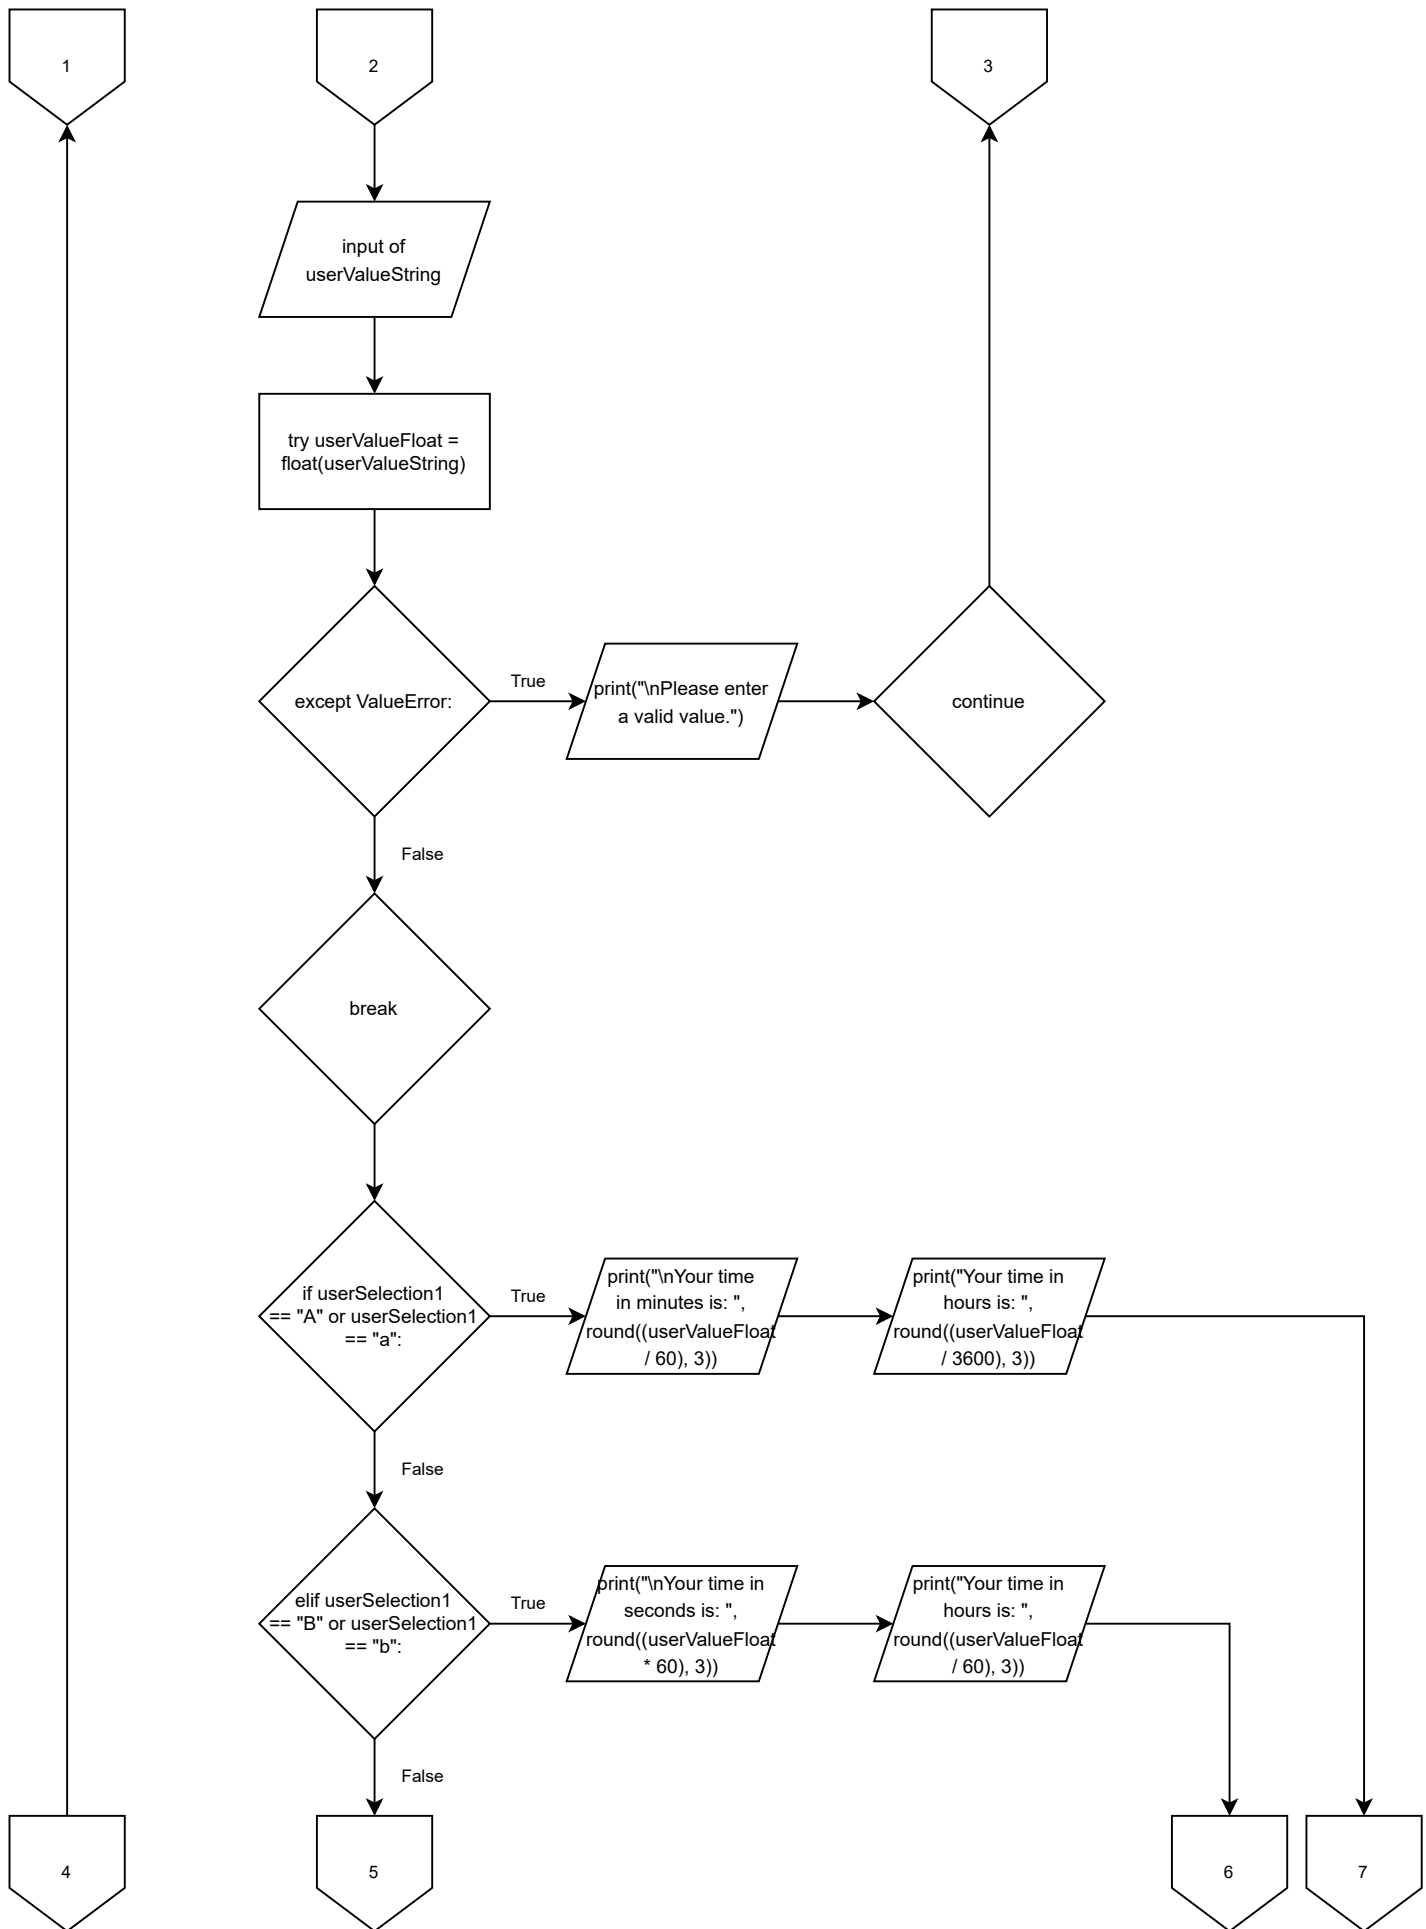 1
2
3
input of
userValueString
try userValueFloat =
float(userValueString)
except ValueError:
True
print("\nPlease enter
a valid value.")
continue
False
break
if userSelection1
== "A" or userSelection1
== "a":
True
print("\nYour time
in minutes is: ",
round((userValueFloat
/ 60), 3))
print("Your time in
hours is: ",
round((userValueFloat
/ 3600), 3))
False
elif userSelection1
== "B" or userSelection1
== "b":
True
print("\nYour time in
seconds is: ",
round((userValueFloat
* 60), 3))
print("Your time in
hours is: ",
round((userValueFloat
/ 60), 3))
False
4
5
6
7